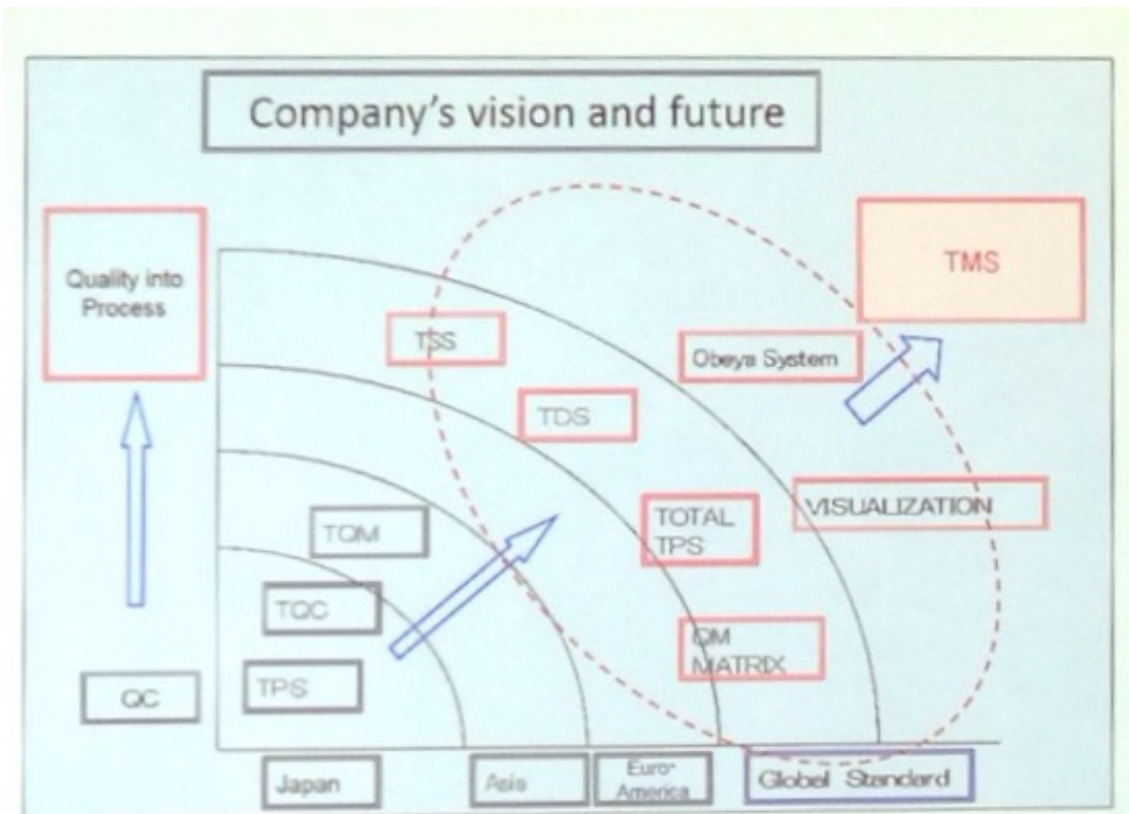 Company's vision and future
Quality into
Process
TMS
TSS
Obeya System
TDS
VISUALIZATION
TOTAL
TPS
TQM
TQC
QM
MATRIX
TPS
QC
Japan
Asia
Euro-
America
Global Standard